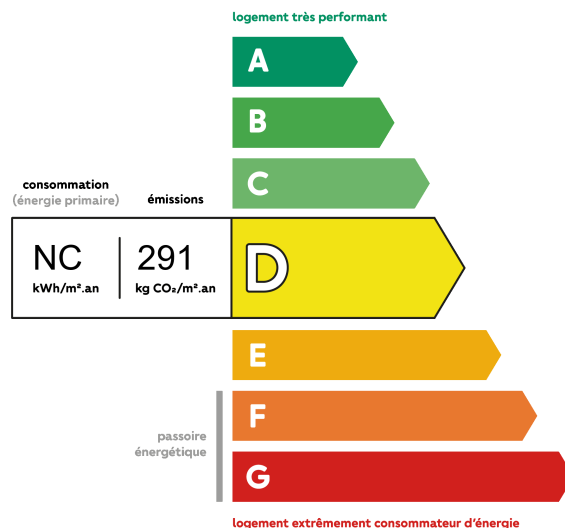 logement très performant
A
B
C
consommation
(énergie primaire)
émissions
NC
291
kWh/m².an
kg CO₂/m².an
D
E
F
passoire
énergétique
G
logement extrêmement consommateur d'énergie